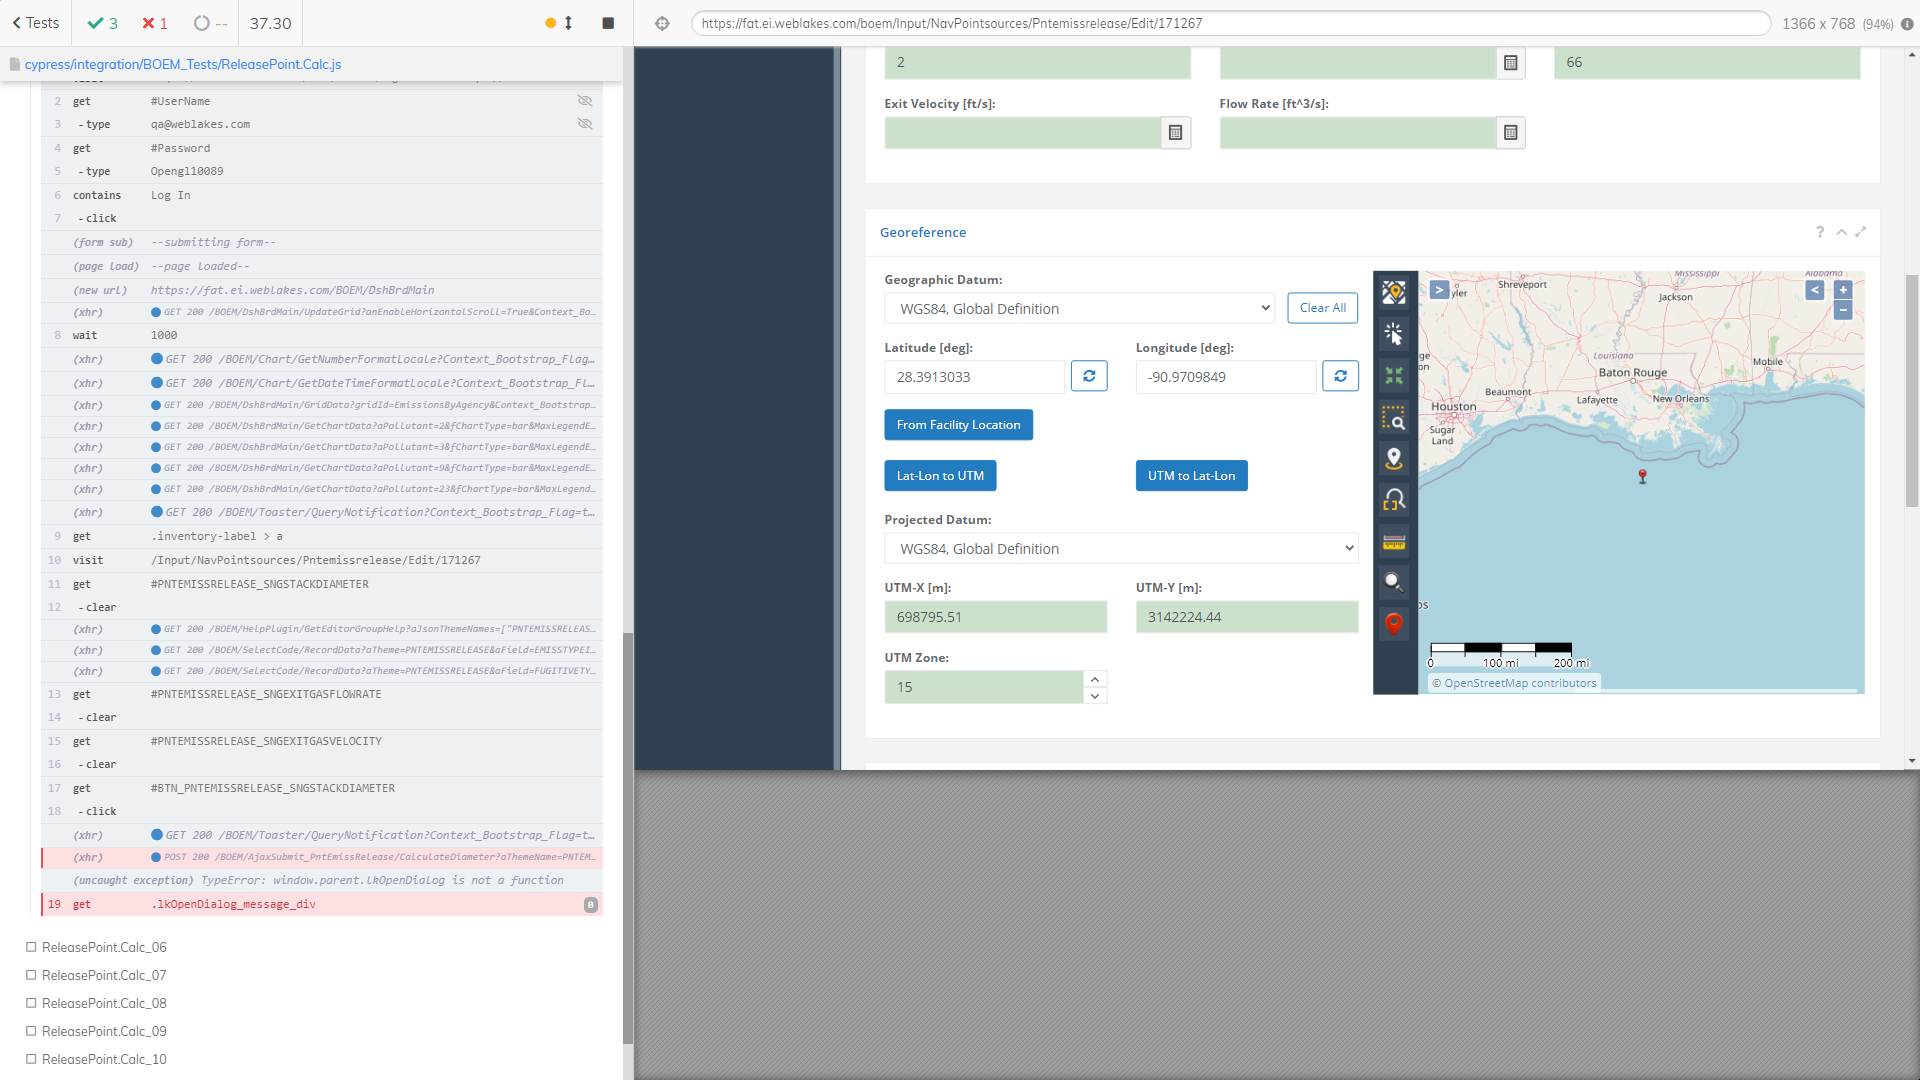 Tests
3
1
--
37.30
https://fat.ei.weblakes.com/boem/Input/NavPointsources/Pntemissrelease/Edit/171267
1366 x 768 (94%)
cypress/integration/BOEM_Tests/ReleasePoint.Calc.js
2 get #UserName
3 -type qa@weblakes.com
4 get #Password
5 -type Opengl10089
6 contains Log In
7 -click
(form sub) --submitting form--
(page load) --page loaded--
(new url) https://fat.ei.weblakes.com/BOEM/DshBrdMain
(xhr) GET 200 /BOEM/DshBrdMain/UpdateGrid?anEnableHorizontalScroll=True&Context_Bo...
8 wait 1000
(xhr) GET 200 /BOEM/Chart/GetNumberFormatLocale?Context_Bootstrap_Flag...
(xhr) GET 200 /BOEM/Chart/GetDateTimeFormatLocale?Context_Bootstrap_Fl...
(xhr) GET 200 /BOEM/DshBrdMain/GridData?gridId=EmissionsByAgency&Context_Bootstrap...
(xhr) GET 200 /BOEM/DshBrdMain/GetChartData?aPollutant=2&fChartType=bar&MaxLegendE...
(xhr) GET 200 /BOEM/DshBrdMain/GetChartData?aPollutant=3&fChartType=bar&MaxLegendE...
(xhr) GET 200 /BOEM/DshBrdMain/GetChartData?aPollutant=9&fChartType=bar&MaxLegendE...
(xhr) GET 200 /BOEM/DshBrdMain/GetChartData?aPollutant=23&fChartType=bar&MaxLegend...
(xhr) GET 200 /BOEM/Toaster/QueryNotification?Context_Bootstrap_Flag=t...
9 get .inventory-label > a
10 visit /Input/NavPointsources/Pntemissrelease/Edit/171267
11 get #PNTEMISSRELEASE_SNGSTACKDIAMETER
12 -clear
(xhr) GET 200 /BOEM/HelpPlugin/GetEditorGroupHelp?aJsonThemeNames=["PNTEMISSRELEAS...
(xhr) GET 200 /BOEM/SelectCode/RecordData?aTheme=PNTEMISSRELEASE&aField=EMISSTYPEI...
(xhr) GET 200 /BOEM/SelectCode/RecordData?aTheme=PNTEMISSRELEASE&aField=FUGITIVETY...
13 get #PNTEMISSRELEASE_SNGEXITGASFLOWRATE
14 -clear
15 get #PNTEMISSRELEASE_SNGEXITGASVELOCITY
16 -clear
17 get #BTN_PNTEMISSRELEASE_SNGSTACKDIAMETER
18 -click
(xhr) GET 200 /BOEM/Toaster/QueryNotification?Context_Bootstrap_Flag=t...
(xhr) POST 200 /BOEM/AjaxSubmit_PntEmissRelease/CalculateDiameter?aThemeName=PNTEM...
(uncaught exception) TypeError: window.parent.lkOpenDialog is not a function
19 get .lkOpenDialog_message_div 0
ReleasePoint.Calc_06
ReleasePoint.Calc_07
ReleasePoint.Calc_08
ReleasePoint.Calc_09
ReleasePoint.Calc_10
2
66
Exit Velocity [ft/s]:
Flow Rate [ft^3/s]:
Georeference
?
Geographic Datum:
WGS84, Global Definition
Clear All
Latitude [deg]:
Longitude [deg]:
28.3913033
-90.9709849
From Facility Location
Lat-Lon to UTM
UTM to Lat-Lon
Projected Datum:
WGS84, Global Definition
UTM-X [m]:
UTM-Y [m]:
698795.51
3142224.44
UTM Zone:
15
>
<
+
−
Mississippi
Alabama
Shreveport
yler
Jackson
Louisiana
Mobile
Baton Rouge
Beaumont
Lafayette
New Orleans
Houston
Sugar
Land
0
100 mi
200 mi
© OpenStreetMap contributors